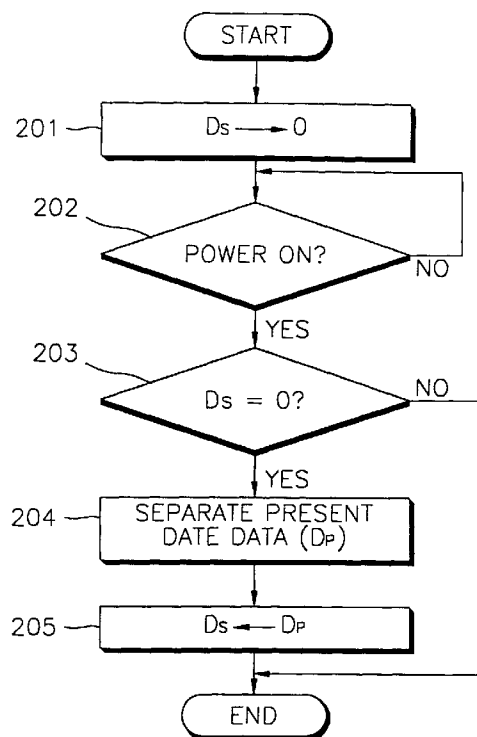 START
201
Ds → 0
202
POWER ON?
NO
YES
203
Ds = 0?
NO
YES
204
SEPARATE PRESENT
DATE DATA (DP)
205
Ds ← DP
END